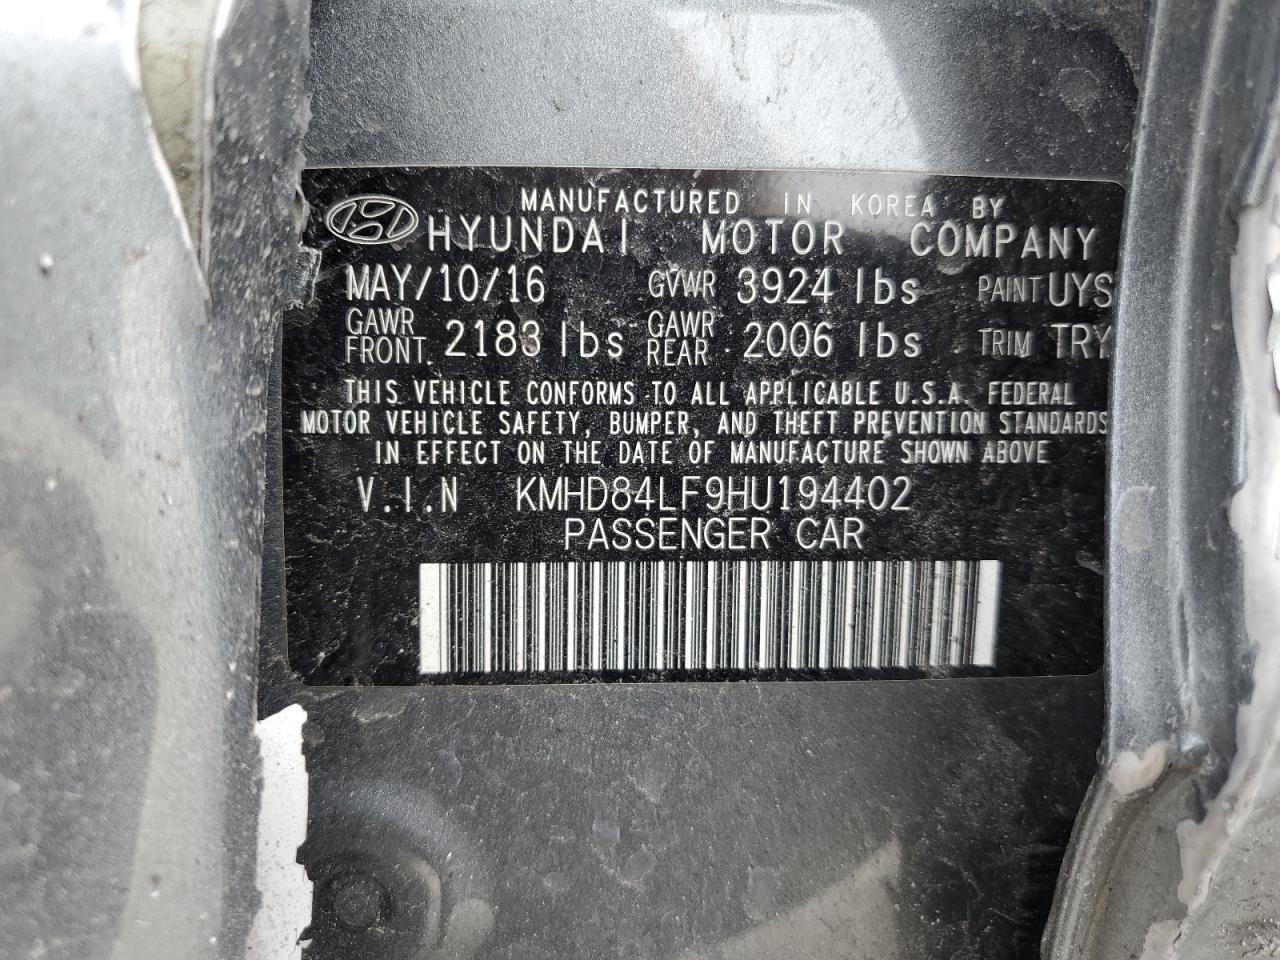 MANUFACTURED IN KOREA BY
HYUNDAI MOTOR COMPANY
MAY/10/16 GVWR 3924 lbs PAINT UYS
GAWR FRONT 2183 lbs GAWR REAR 2006 lbs TRIM TRY
THIS VEHICLE CONFORMS TO ALL APPLICABLE U.S.A. FEDERAL
MOTOR VEHICLE SAFETY, BUMPER, AND THEFT PREVENTION STANDARDS
IN EFFECT ON THE DATE OF MANUFACTURE SHOWN ABOVE
V.I.N KMHD84LF9HU194402
PASSENGER CAR